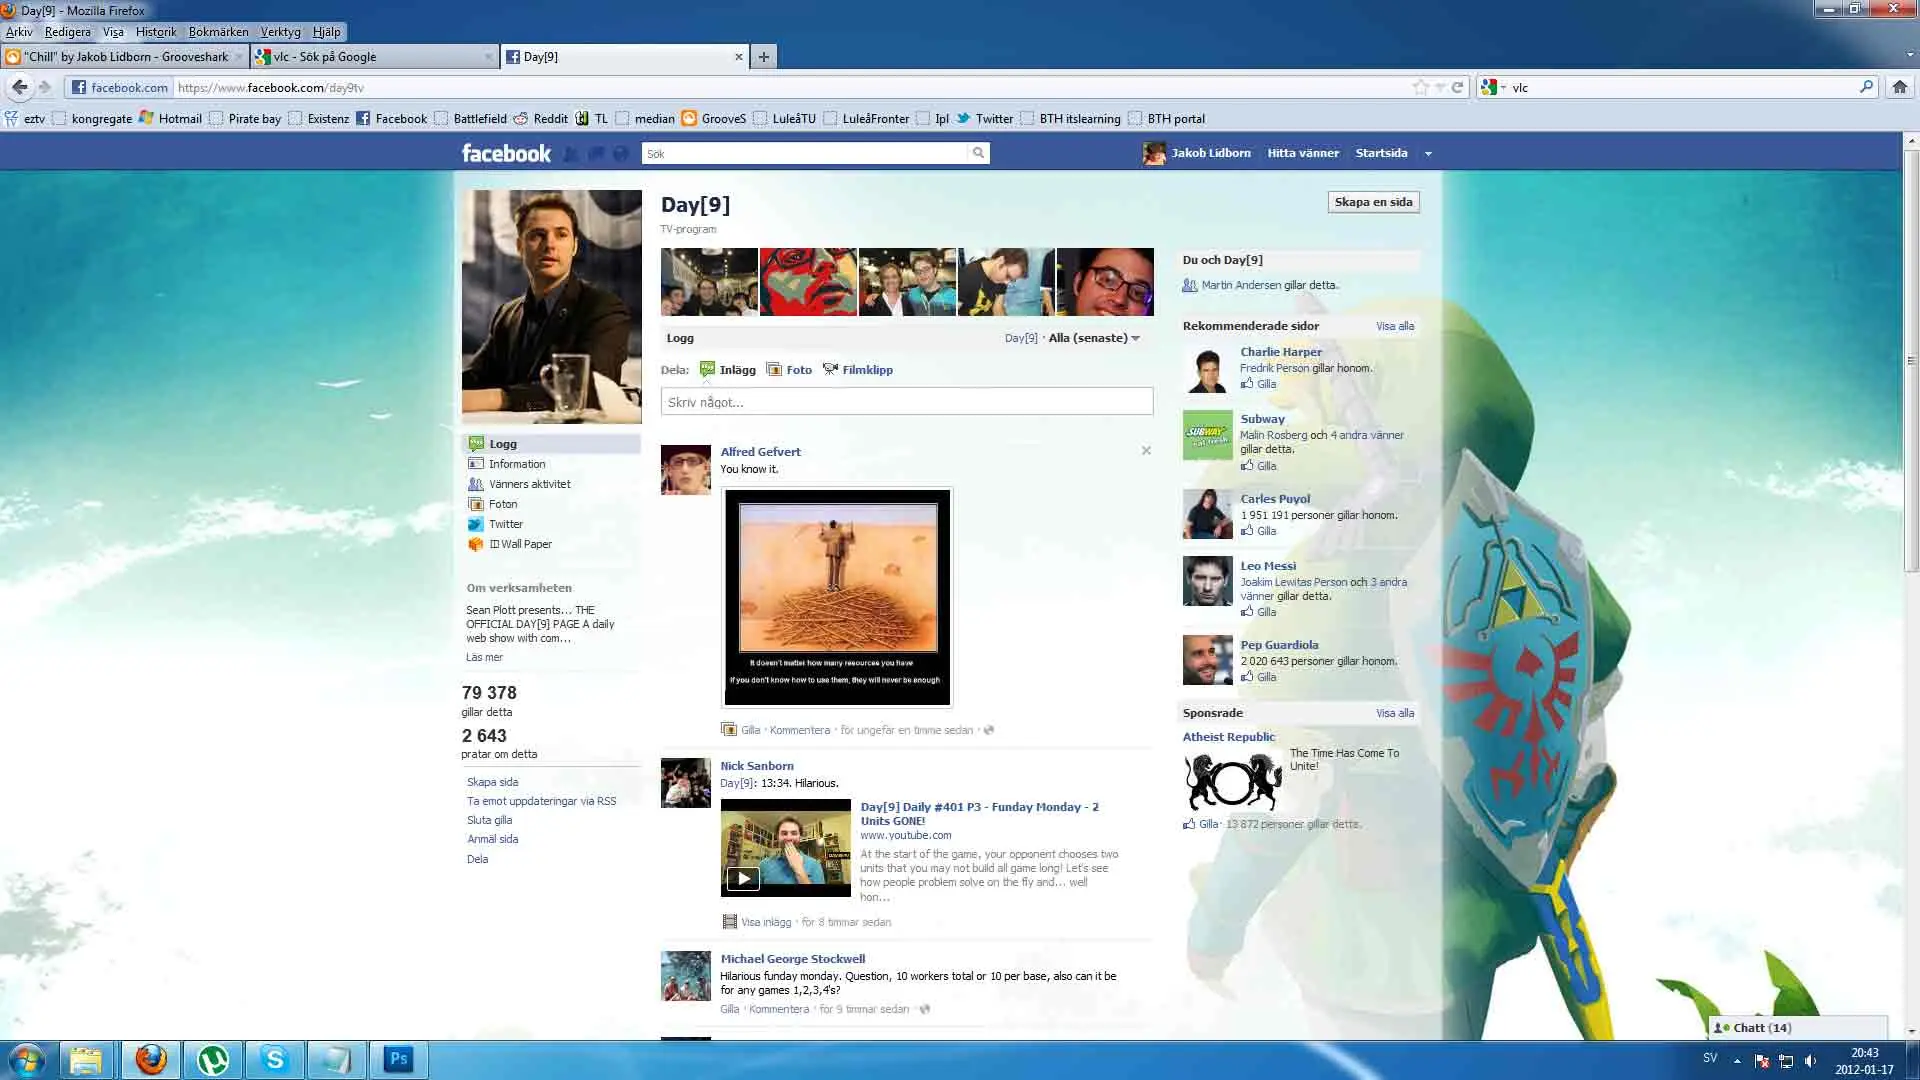 Day[9] - Mozilla Firefox
Arkiv Redigera Visa Historik Bokmärken Verktyg Hjälp
"Chill" by Jakob Lidborn - Grooveshark
vlc - Sök på Google
Day[9]
facebook.com https://www.facebook.com/day9tv
vlc
eztv kongregate Hotmail Pirate bay Existenz Facebook Battlefield Reddit TL median GrooveS LuleåTU LuleåFronter Ipl Twitter BTH itslearning BTH portal
facebook
Sök
Jakob Lidborn Hitta vänner Startsida
Day[9]
TV-program
Skapa en sida
Logg
Day[9] · Alla (senaste)
Dela: Inlägg Foto Filmklipp
Skriv något...
Logg
Information
Vänners aktivitet
Foton
Twitter
Wall Paper
Om verksamheten
Sean Plott presents... THE
OFFICIAL DAY[9] PAGE A daily
web show with com...
Läs mer
79 378
gillar detta
2 643
pratar om detta
Skapa sida
Ta emot uppdateringar via RSS
Sluta gilla
Anmäl sida
Dela
Alfred Gefvert
You know it.
It doesn't matter how many resources you have
If you don't know how to use them, they will never be enough
Gilla · Kommentera · för ungefär en timme sedan ·
Nick Sanborn
Day[9]: 13:34. Hilarious.
Day[9] Daily #401 P3 - Funday Monday - 2
Units GONE!
www.youtube.com
At the start of the game, your opponent chooses two
units that you may not build all game long! Let's see
how people problem solve on the fly and... well
hon...
Visa inlägg · för 8 timmar sedan
Michael George Stockwell
Hilarious funday monday. Question, 10 workers total or 10 per base, also can it be
for any games 1,2,3,4's?
Gilla · Kommentera · för 9 timmar sedan ·
Du och Day[9]
Martin Andersen gillar detta.
Rekommenderade sidor Visa alla
Charlie Harper
Fredrik Person gillar honom.
Gilla
SUBWAY
eat fresh.
Subway
Malin Rosberg och 4 andra vänner
gillar detta.
Gilla
Carles Puyol
1 951 191 personer gillar honom.
Gilla
Leo Messi
Joakim Lewitas Person och 3 andra
vänner gillar detta.
Gilla
Pep Guardiola
2 020 643 personer gillar honom.
Gilla
Sponsrade Visa alla
Atheist Republic
The Time Has Come To
Unite!
Gilla · 13 872 personer gillar detta.
Chatt (14)
Ps
SV
20:43
2012-01-17